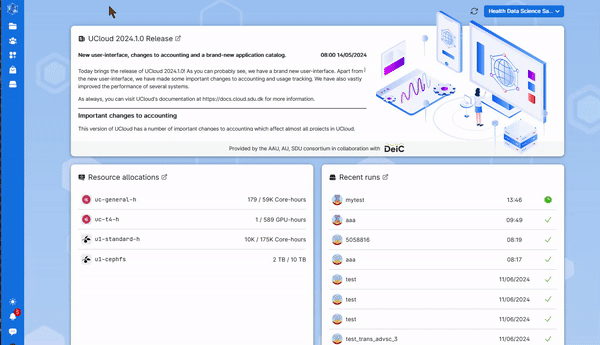 Health Data Science Sa...
UCloud 2024.1.0 Release
New user-interface, changes to accounting and a brand-new application catalog. 08:00 14/05/2024
Today brings the release of UCloud 2024.1.0! As you can probably see, we have a brand new user-interface. Apart from
the new user-interface, we have made some important changes to accounting and usage tracking. We have also vastly
improved the performance of several systems.
As always, you can visit UCloud's documentation at https://docs.cloud.sdu.dk for more information.
Important changes to accounting
This version of UCloud has a number of important changes to accounting which affect almost all projects in UCloud.
Provided by the AAU, AU, SDU consortium in collaboration with DeiC
Resource allocations
uc-general-h 179 / 59K Core-hours
uc-t4-h 1 / 589 GPU-hours
u1-standard-h 10K / 175K Core-hours
u1-cephfs 2 TB / 10 TB
Recent runs
mytest 13:46
aaa 09:49
5058816 08:19
aaa 08:17
test 11/06/2024
test 11/06/2024
test 11/06/2024
test_trans_advsc_3 11/06/2024